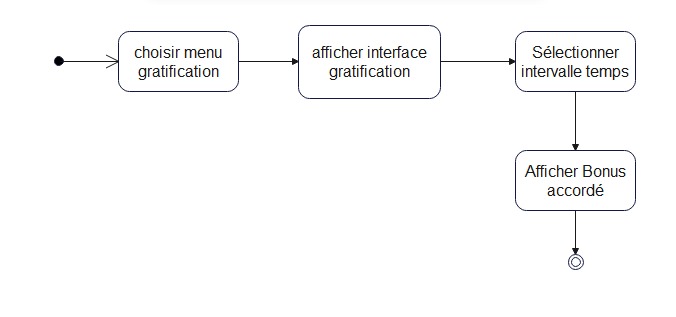 choisir menu
gratification
afficher interface
gratification
Sélectionner
intervalle temps
Afficher Bonus
accordé